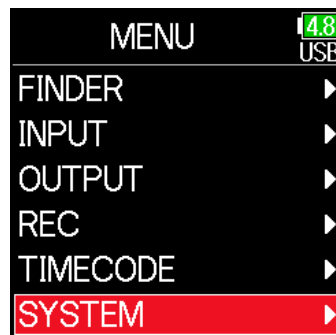 MENU
4.8
USB
FINDER
INPUT
OUTPUT
REC
TIMECODE
SYSTEM